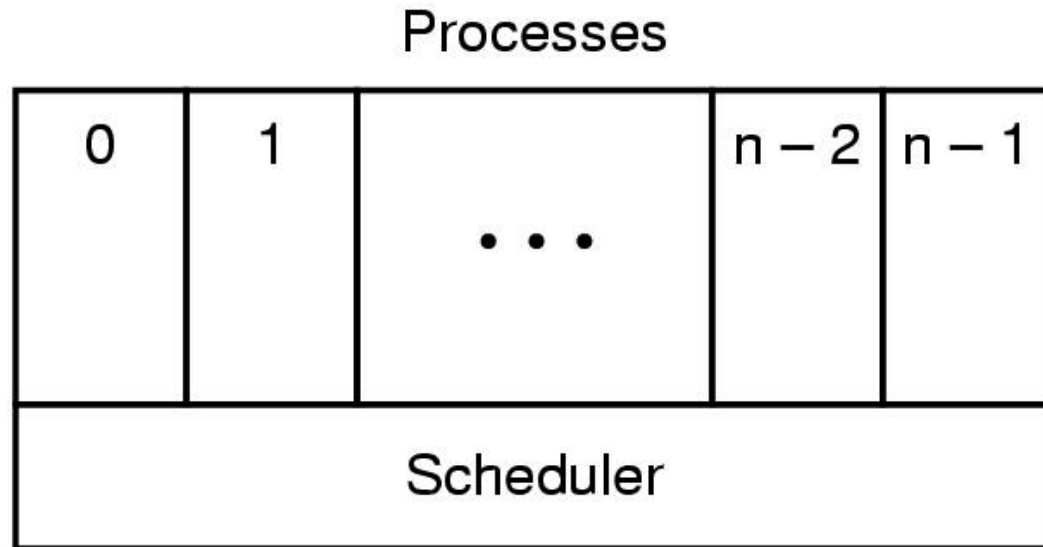 Processes
0 1 • • • n – 2 n – 1
Scheduler